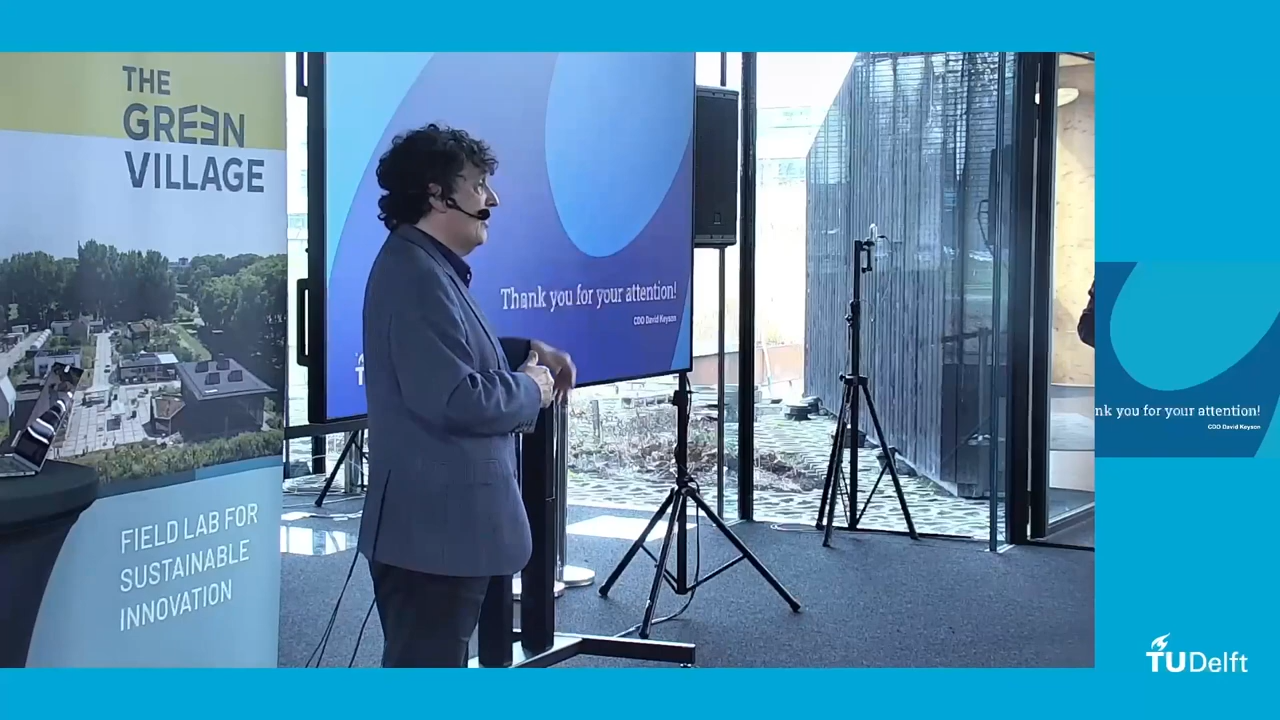 THE
GREEN
VILLAGE
FIELD LAB FOR
SUSTAINABLE
INNOVATION
Thank you for your attention!
CDO David Keyson
T
nk you for your attention!
CDO David Keyson
TUDelft